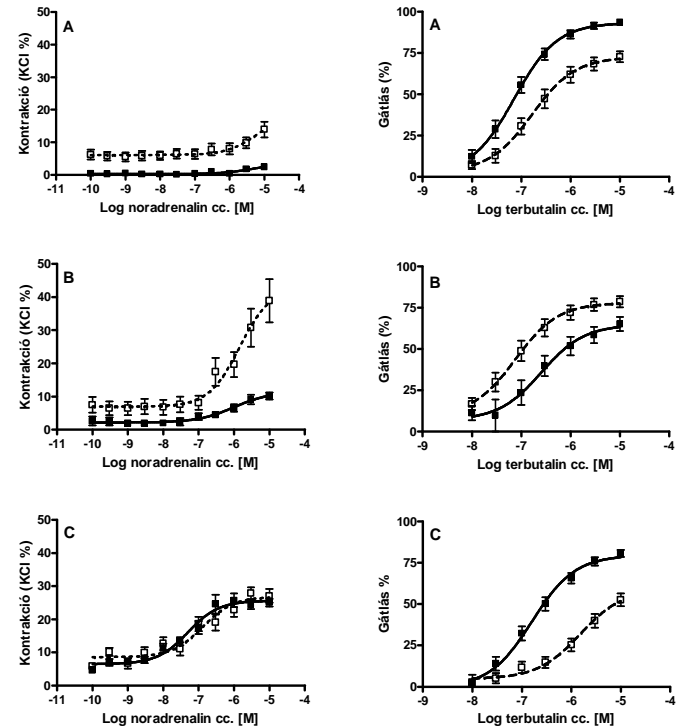 A
Kontrakció (KCl %)
50
40
30
20
10
0
-11 -10 -9 -8 -7 -6 -5 -4
Log noradrenalin cc. [M]
A
Gátlás (%)
100
75
50
25
0
-9 -8 -7 -6 -5 -4
Log terbutalin cc. [M]
B
Kontrakció (KCl %)
50
40
30
20
10
0
-11 -10 -9 -8 -7 -6 -5 -4
Log noradrenalin cc. [M]
B
Gátlás (%)
100
75
50
25
0
-9 -8 -7 -6 -5 -4
Log terbutalin cc. [M]
C
Kontrakció (KCl %)
50
40
30
20
10
0
-11 -10 -9 -8 -7 -6 -5 -4
Log noradrenalin cc. [M]
C
Gátlás %
100
75
50
25
0
-9 -8 -7 -6 -5 -4
Log terbutalin cc. [M]